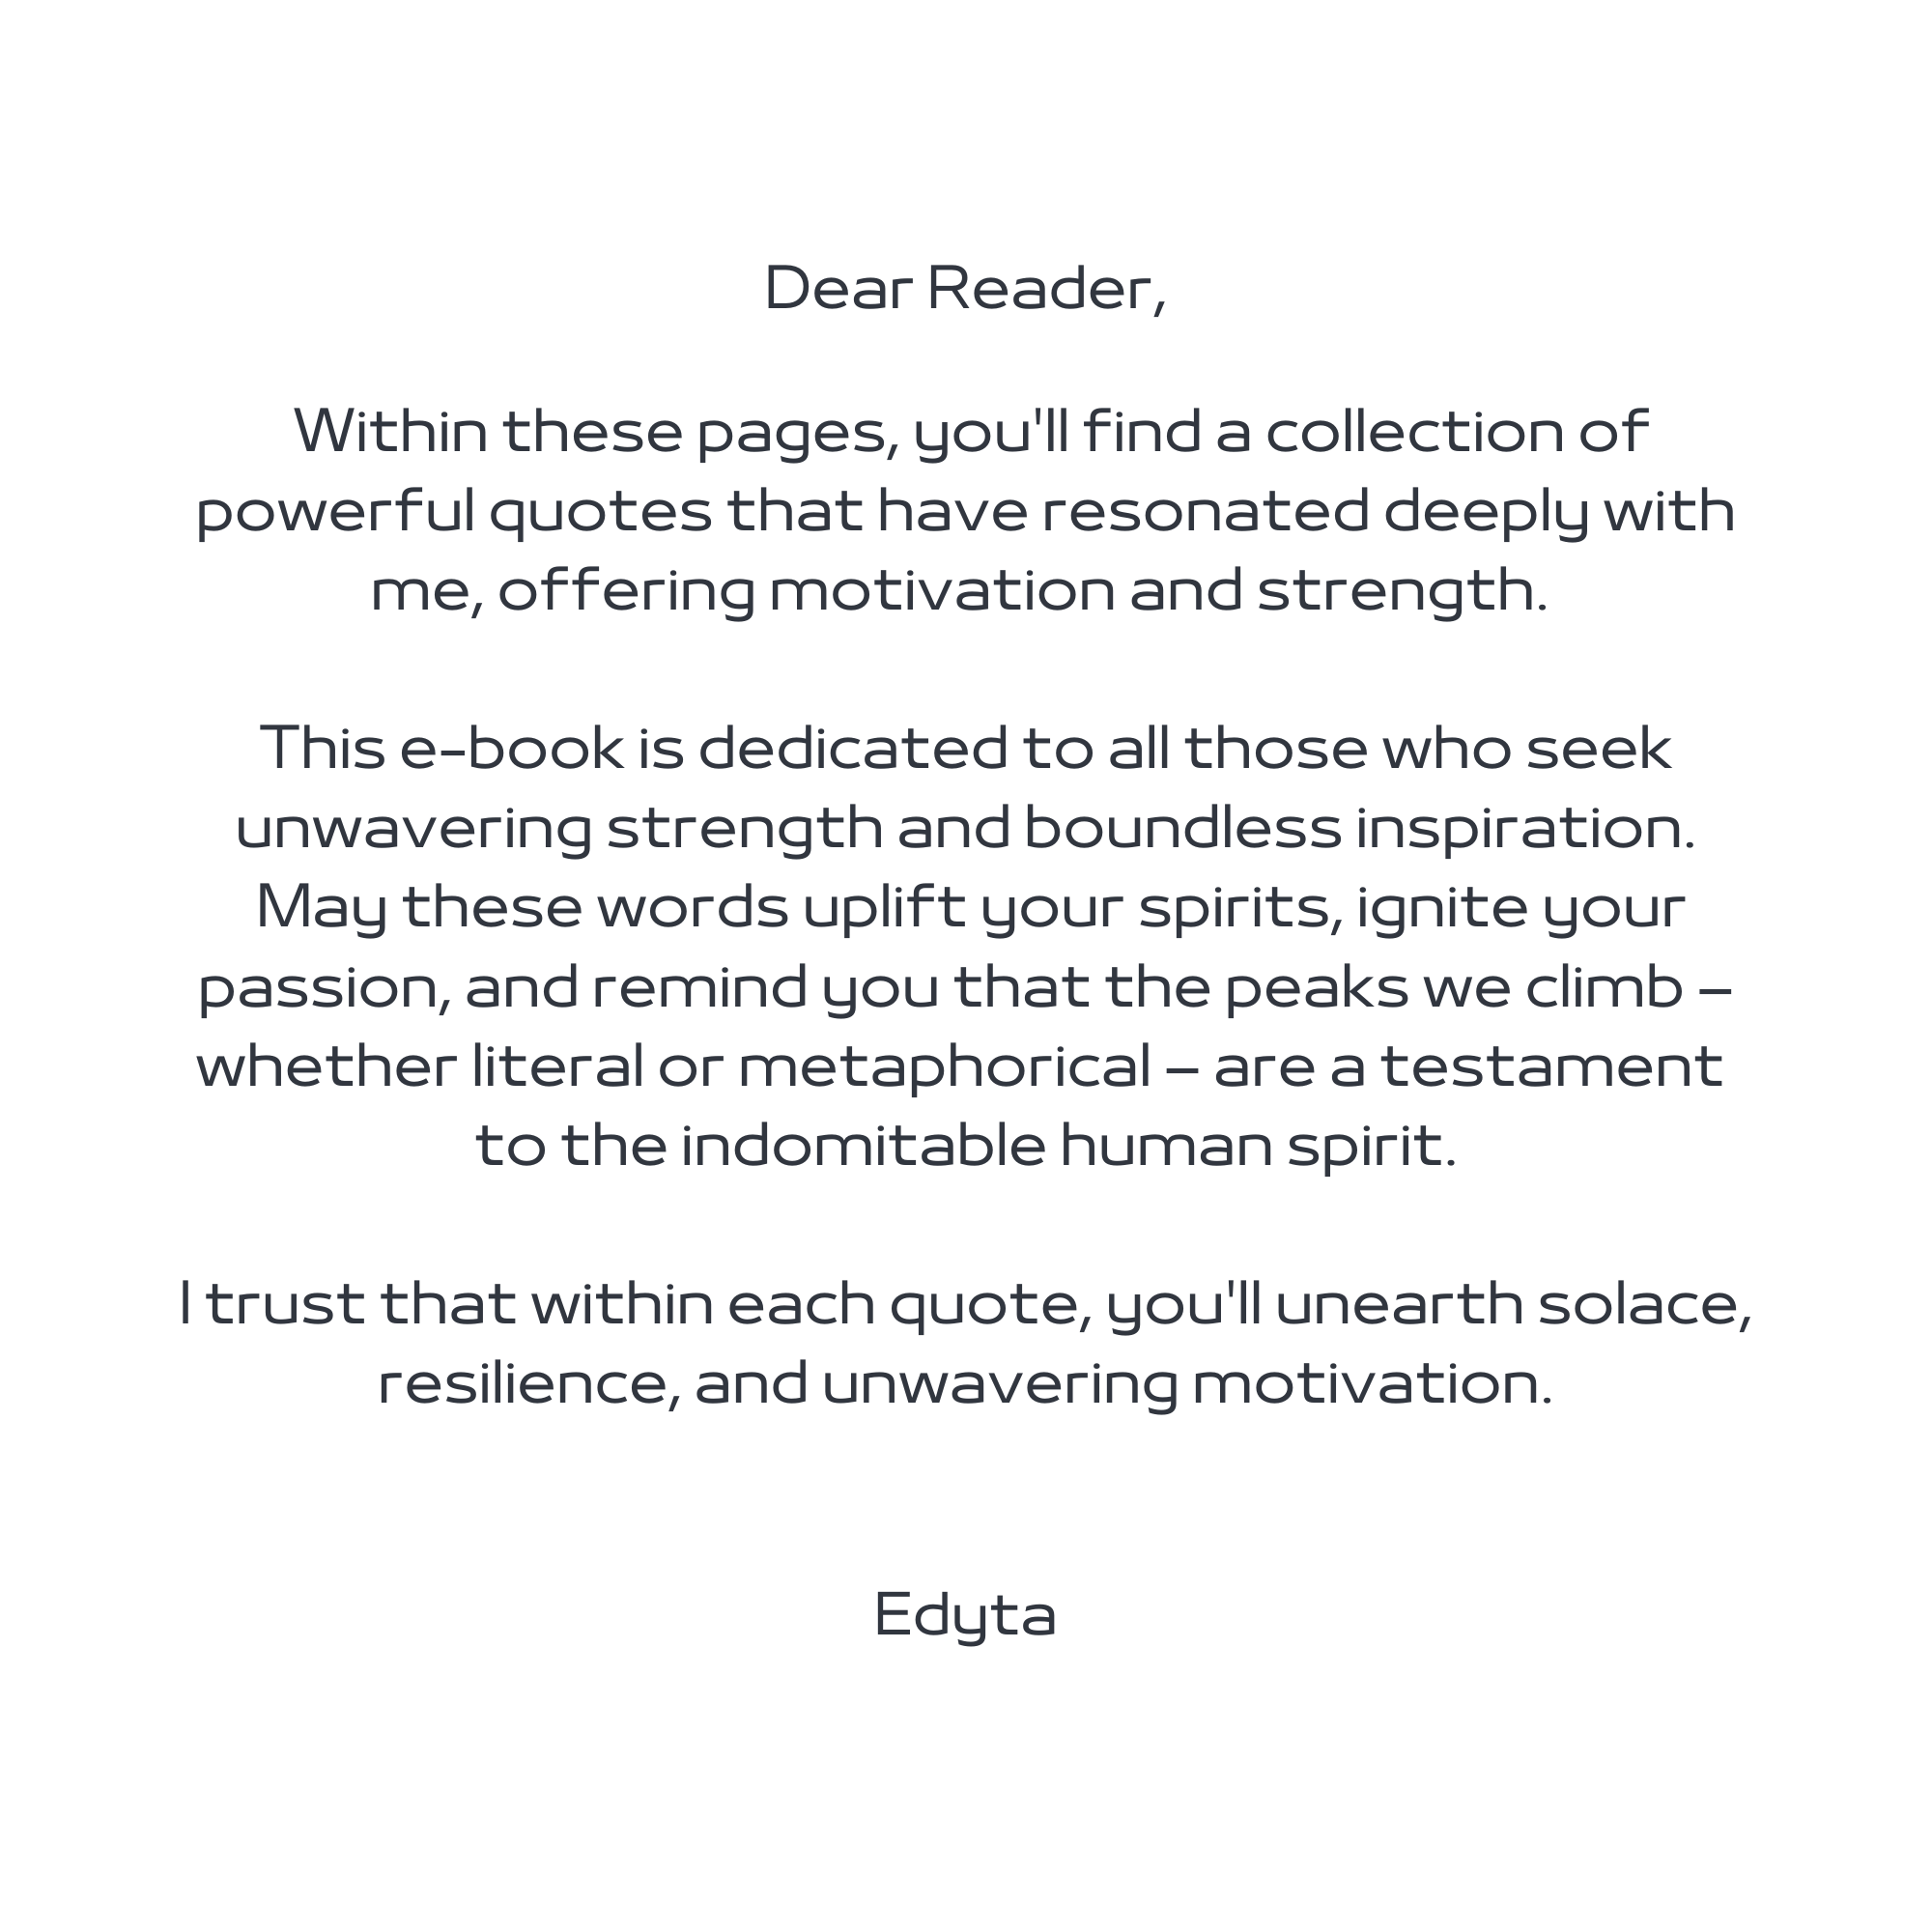 Dear Reader,
Within these pages, you'll find a collection of
powerful quotes that have resonated deeply with
me, offering motivation and strength.
This e-book is dedicated to all those who seek
unwavering strength and boundless inspiration.
May these words uplift your spirits, ignite your
passion, and remind you that the peaks we climb –
whether literal or metaphorical – are a testament
to the indomitable human spirit.
I trust that within each quote, you'll unearth solace,
resilience, and unwavering motivation.
Edyta